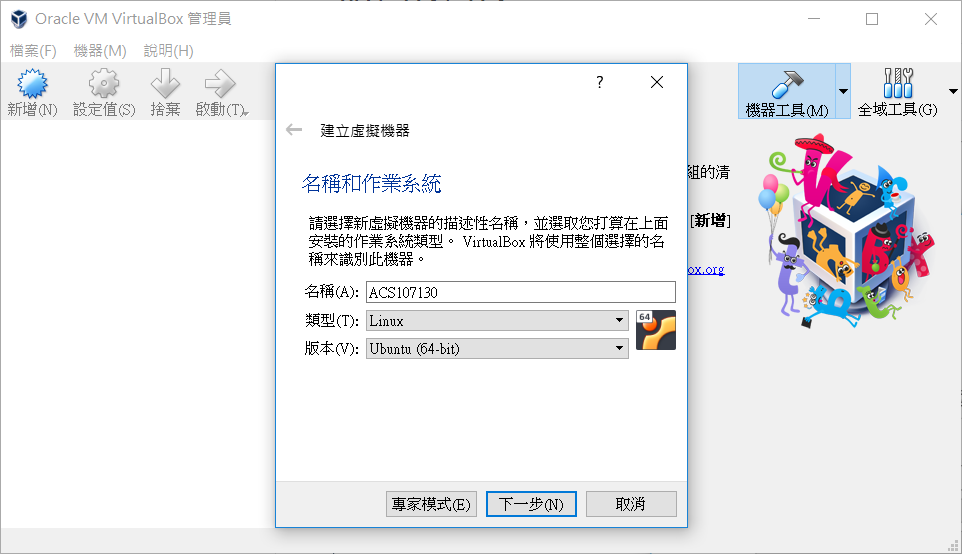 Oracle VM VirtualBox 管理員
檔案(F) 機器(M) 說明(H)
新增(N) 設定值(S) 捨棄 啟動(T)
機器工具(M) 全域工具(G)
?
建立虛擬機器
名稱和作業系統
請選擇新虛擬機器的描述性名稱，並選取您打算在上面
安裝的作業系統類型。 VirtualBox 將使用整個選擇的名
稱來識別此機器。
名稱(A): ACS107130
類型(T): Linux
64
版本(V): Ubuntu (64-bit)
專家模式(E) 下一步(N) 取消
組的清
[新增]
ox.org